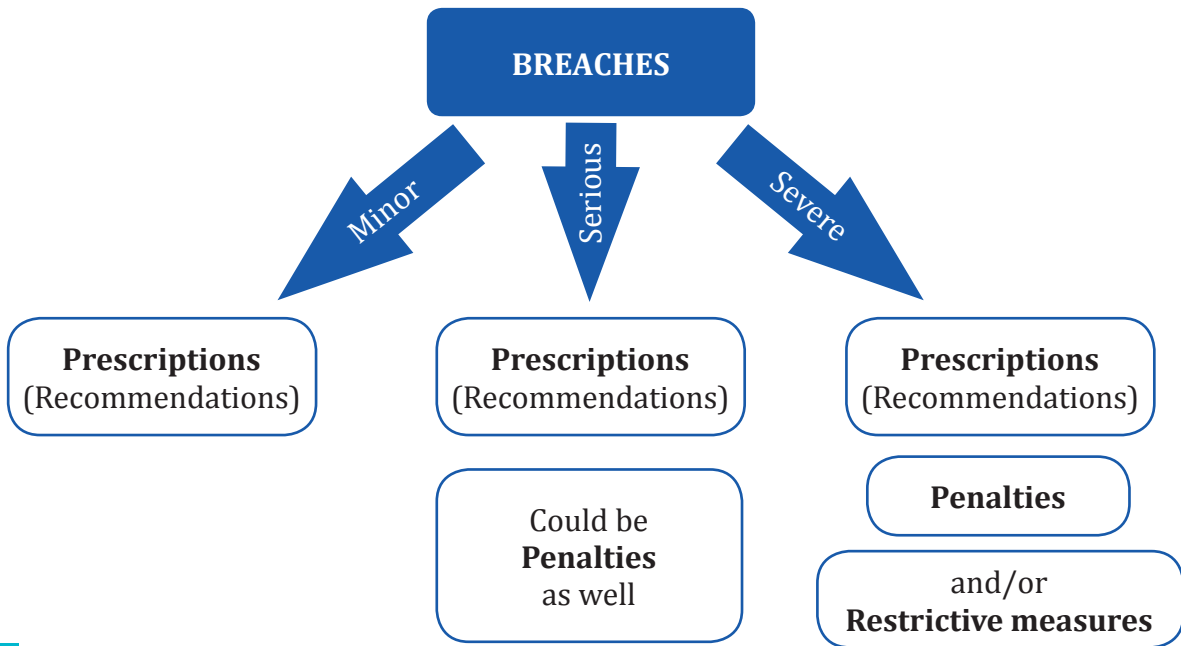 BREACHES
Minor
Serious
Severe
Prescriptions
(Recommendations)
Prescriptions
(Recommendations)
Could be
Penalties
as well
Prescriptions
(Recommendations)
Penalties
and/or
Restrictive measures